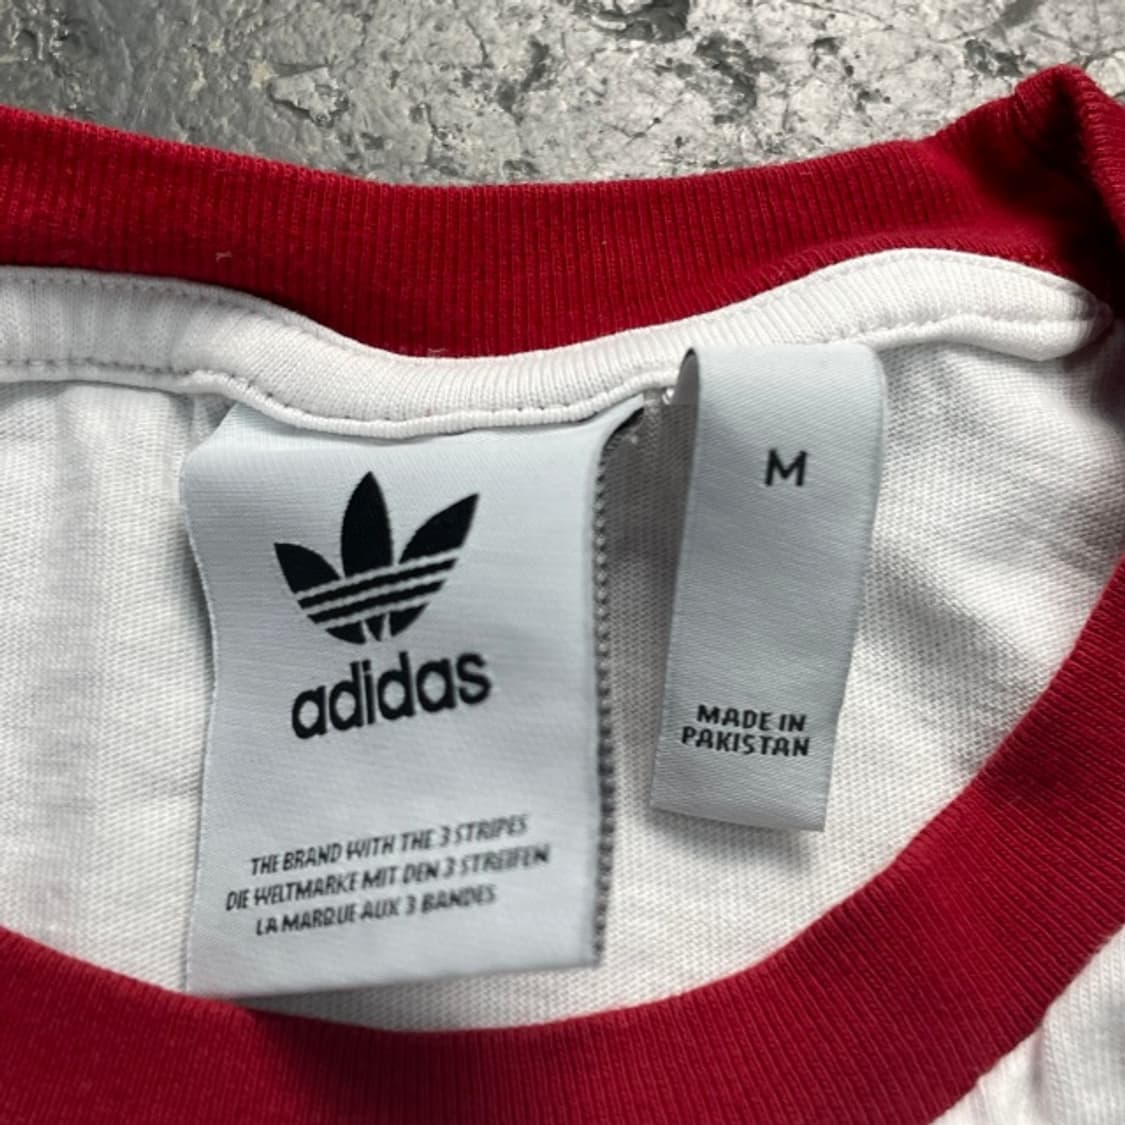 adidas
THE BRAND WITH THE 3 STRIPES
DIE WELTMARKE MIT DEN 3 STREIFEN
LA MARQUE AUX 3 BANDES
M
MADE IN
PAKISTAN